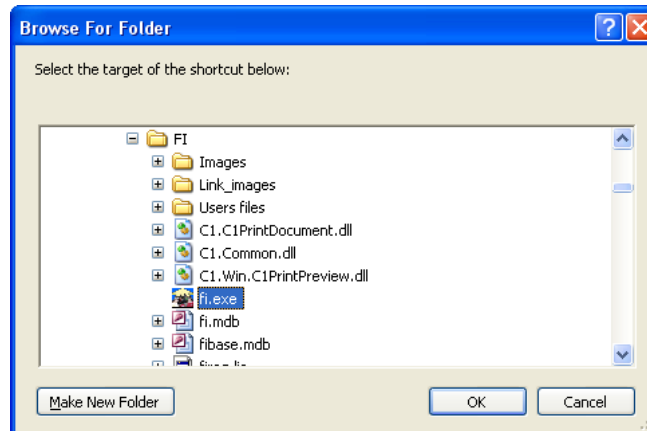 Browse For Folder
Select the target of the shortcut below:
FI
Images
Link_images
Users files
C1.C1PrintDocument.dll
C1.Common.dll
C1.Win.C1PrintPreview.dll
fi.exe
fi.mdb
fibase.mdb
Make New Folder
OK
Cancel